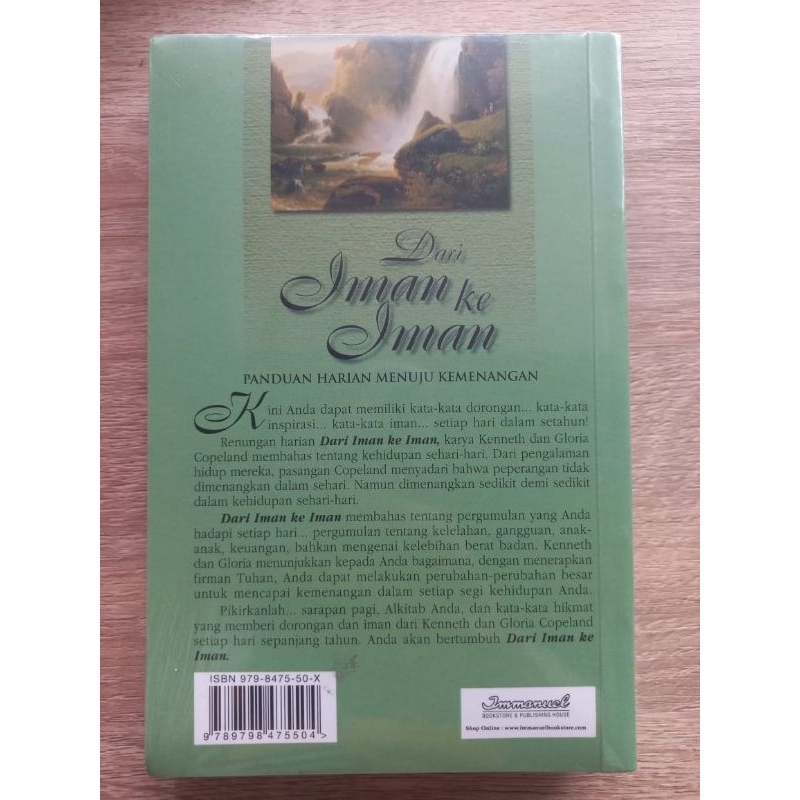 Dari
Iman ke
Iman
PANDUAN HARIAN MENUJU KEMENANGAN
Kini Anda dapat memiliki kata-kata dorongan... kata-kata
inspirasi... kata-kata iman... setiap hari dalam setahun!
Renungan harian Dari Iman ke Iman, karya Kenneth dan Gloria
Copeland membahas tentang kehidupan sehari-hari. Dari pengalaman
hidup mereka, pasangan Copeland menyadari bahwa peperangan tidak
dimenangkan dalam sehari. Namun dimenangkan sedikit demi sedikit
dalam kehidupan sehari-hari.
Dari Iman ke Iman membahas tentang pergumulan yang Anda
hadapi setiap hari... pergumulan tentang kelelahan, gangguan, anak-
anak, keuangan, bahkan mengenai kelebihan berat badan. Kenneth
dan Gloria menunjukkan kepada Anda bagaimana, dengan menerapkan
firman Tuhan, Anda dapat melakukan perubahan-perubahan besar
untuk mencapai kemenangan dalam setiap segi kehidupan Anda.
Pikirkanlah... sarapan pagi, Alkitab Anda, dan kata-kata hikmat
yang memberi dorongan dan iman dari Kenneth dan Gloria Copeland
setiap hari sepanjang tahun. Anda akan bertumbuh Dari Iman ke
Iman.
ISBN 979-8475-50-X
9 789798 475504 >
Immanuel
BOOKSTORE & PUBLISHING HOUSE
Shop Online : www.immanuelbookstore.com